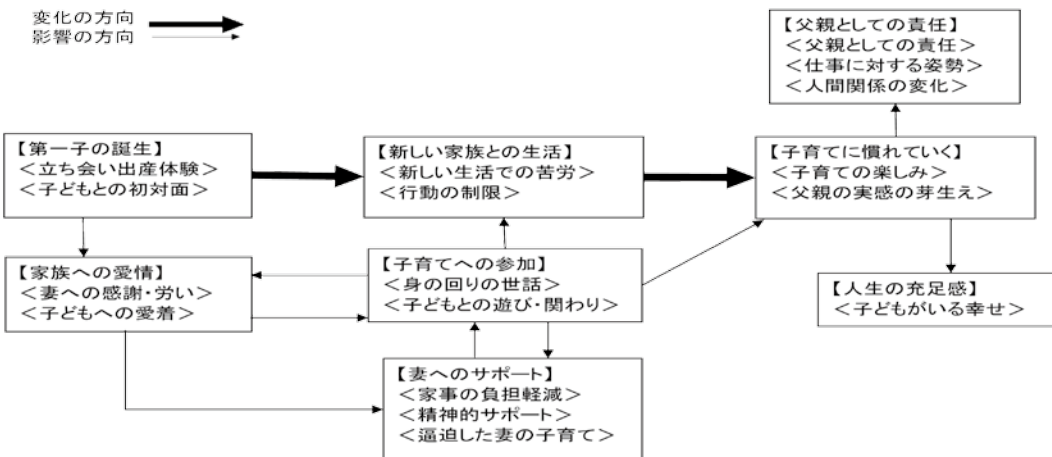 変化の方向
影響の方向
【父親としての責任】
＜父親としての責任＞
＜仕事に対する姿勢＞
＜人間関係の変化＞
【第一子の誕生】
＜立ち会い出産体験＞
＜子どもとの初対面＞
【新しい家族との生活】
＜新しい生活での苦労＞
＜行動の制限＞
【子育てに慣れていく】
＜子育ての楽しみ＞
＜父親の実感の芽生え＞
【家族への愛情】
＜妻への感謝・労い＞
＜子どもへの愛着＞
【子育てへの参加】
＜身の回りの世話＞
＜子どもとの遊び・関わり＞
【人生の充足感】
＜子どもがいる幸せ＞
【妻へのサポート】
＜家事の負担軽減＞
＜精神的サポート＞
＜逼迫した妻の子育て＞